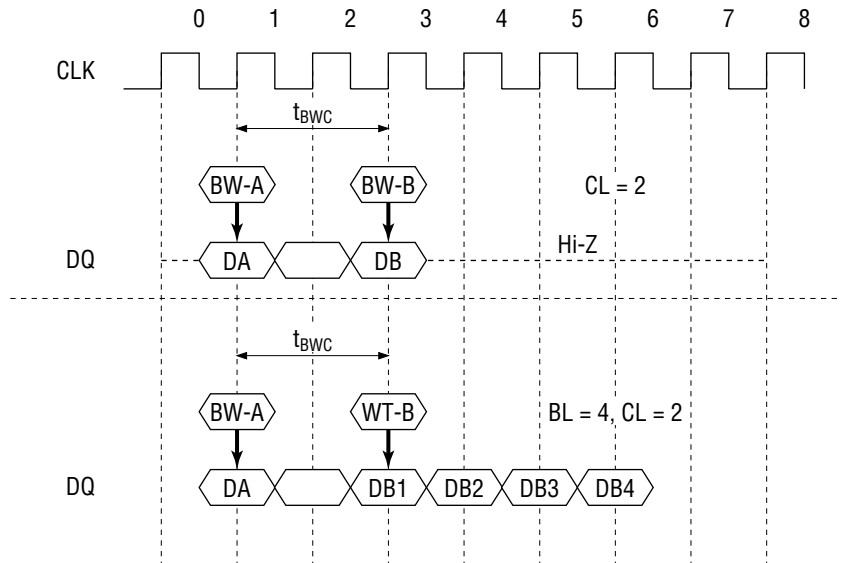 0 1 2 3 4 5 6 7 8
CLK
tBWC
BW-A BW-B CL = 2
Hi-Z
DQ DA DB
tBWC
BW-A WT-B BL = 4, CL = 2
DQ DA DB1 DB2 DB3 DB4